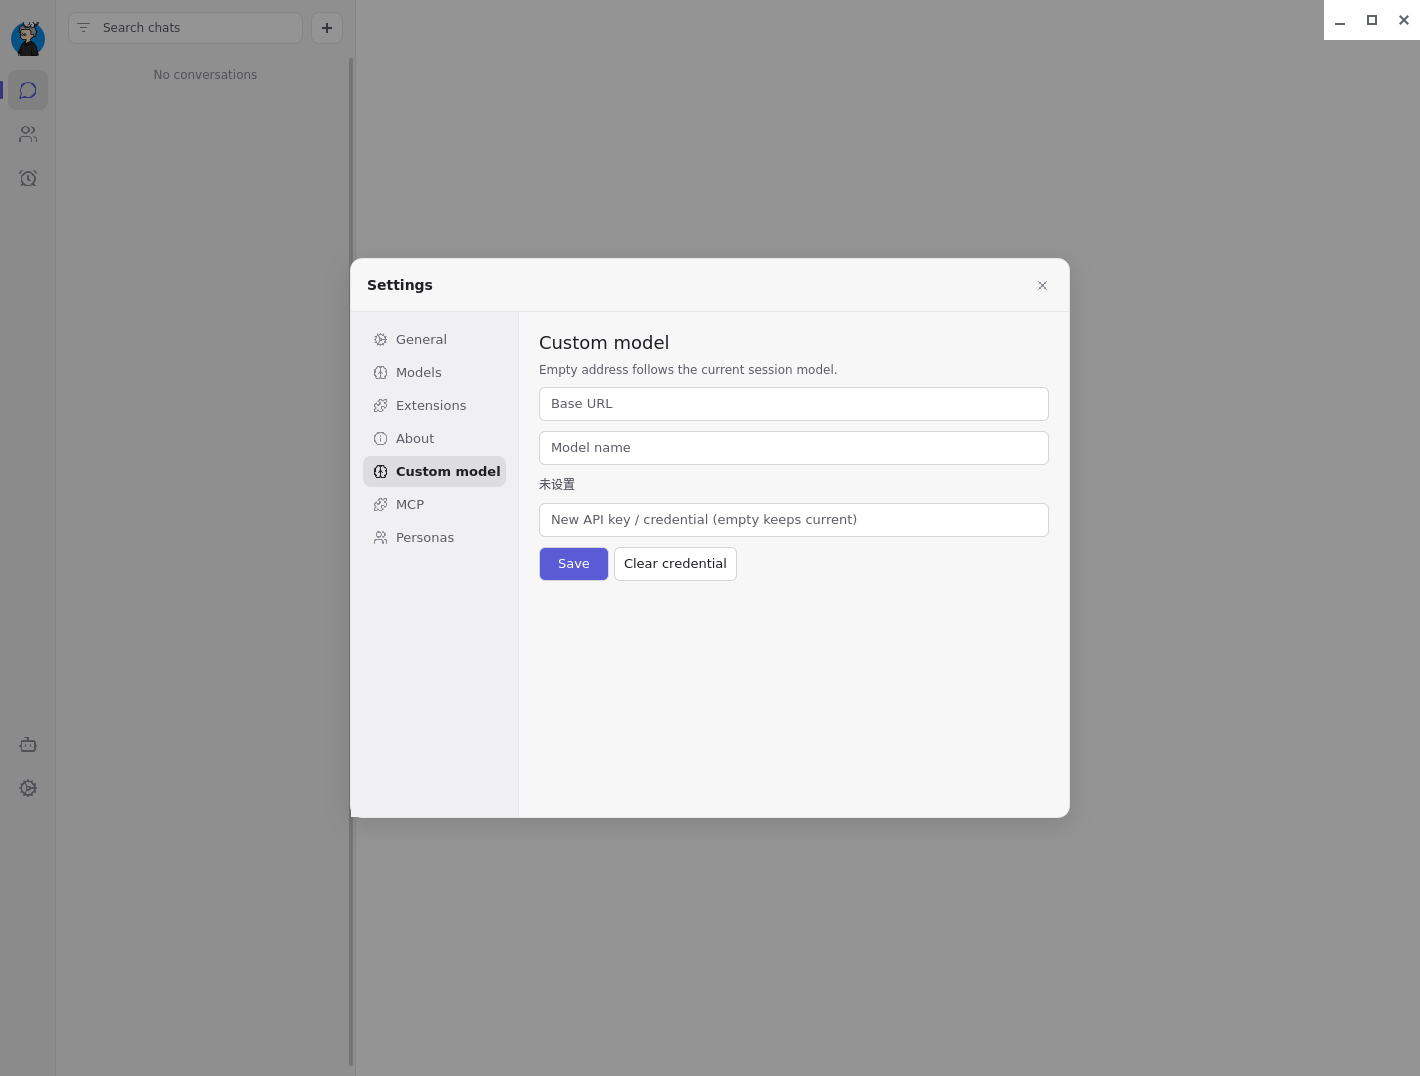 Search chats
No conversations
Settings
General
Models
Extensions
About
Custom model
MCP
Personas
Custom model
Empty address follows the current session model.
Base URL
Model name
未设置
New API key / credential (empty keeps current)
Save
Clear credential